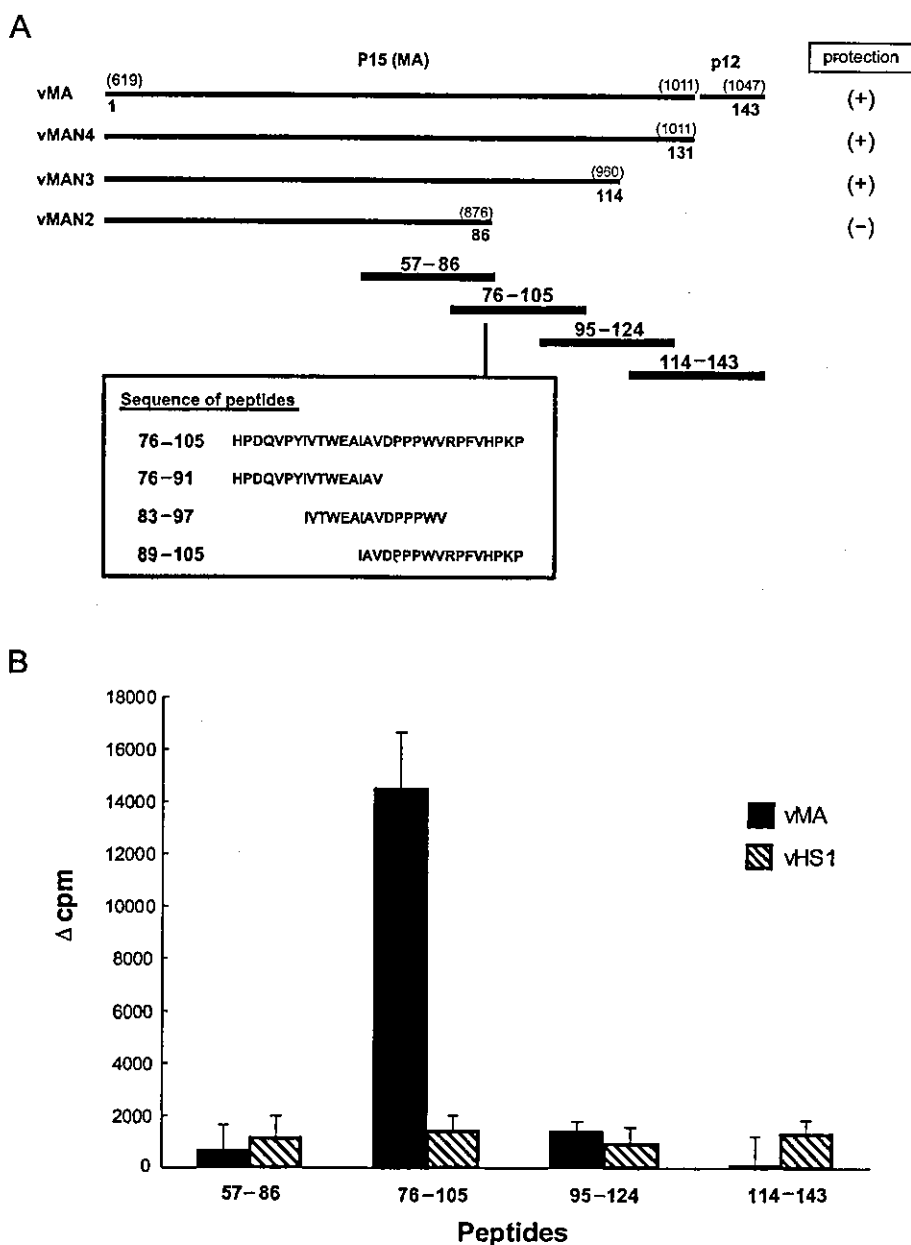 A
P15 (MA) p12 protection
(619) (1011) (1047)
vMA (+)
1 143
(1011)
vMAN4 (+)
131
(960)
vMAN3 (+)
114
(876)
vMAN2 (−)
86
57−86
76−105
95−124
114−143
Sequence of peptides
76−105 HPDQVPYIVTWEAIAVDPPPWVRPFVHPKP
76−91 HPDQVPYIVTWEAIAV
83−97 IVTWEAIAVDPPPWV
89−105 IAVDPPPWVRPFVHPKP
B
18000
16000
14000
12000
10000
8000
6000
4000
2000
0
Δ cpm
vMA
vHS1
57−86 76−105 95−124 114−143
Peptides